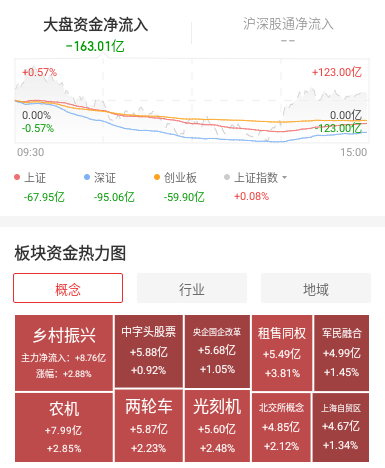 大盘资金净流入
沪深股通净流入
-163.01亿
--
+0.57%
+123.00亿
0.00%
0.00亿
-0.57%
-123.00亿
09:30
15:00
上证
深证
创业板
上证指数
-67.95亿
-95.06亿
-59.90亿
+0.08%
板块资金热力图
概念
行业
地域
乡村振兴
主力净流入：+8.76亿
涨幅：+2.88%
中字头股票
+5.88亿
+0.92%
央企国企改革
+5.68亿
+1.05%
租售同权
+5.49亿
+3.81%
军民融合
+4.99亿
+1.45%
农机
+7.99亿
+2.85%
两轮车
+5.87亿
+2.23%
光刻机
+5.60亿
+2.48%
北交所概念
+4.85亿
+2.12%
上海自贸区
+4.67亿
+1.34%